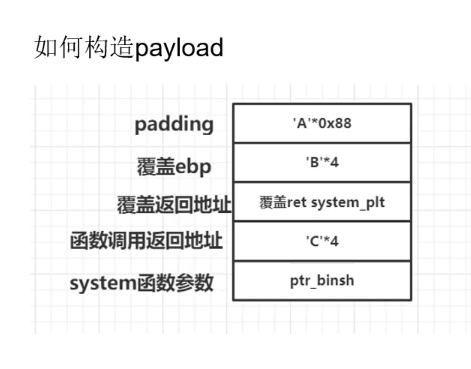 如何构造payload
padding 'A'*0x88
覆盖ebp 'B'*4
覆盖返回地址 覆盖ret system_plt
函数调用返回地址 'C'*4
system函数参数 ptr_binsh